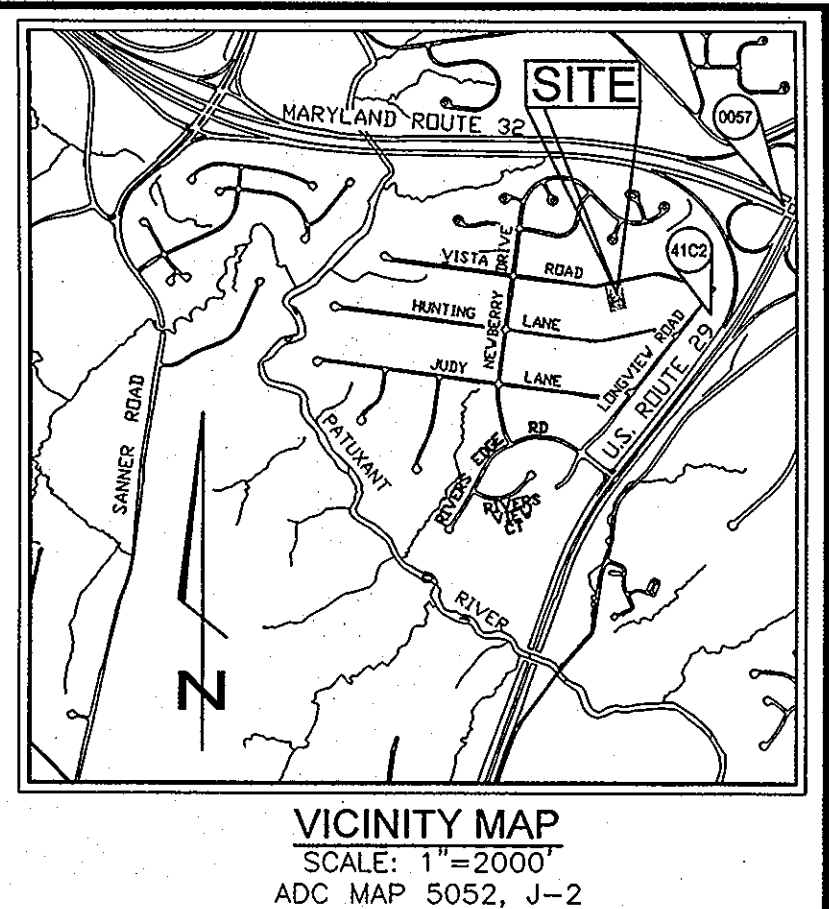 SITE
0057
MARYLAND ROUTE 32
41C2
VISTA ROAD
NEWBERRY DRIVE
HUNTING LANE
JUDY LANE
LONGVIEW ROAD
U.S. ROUTE 29
SANNER ROAD
PATUXANT RIVER
RIVERS EDGE RD
RIVERS VIEW CT
N
VICINITY MAP
SCALE: 1"=2000'
ADC MAP 5052, J-2